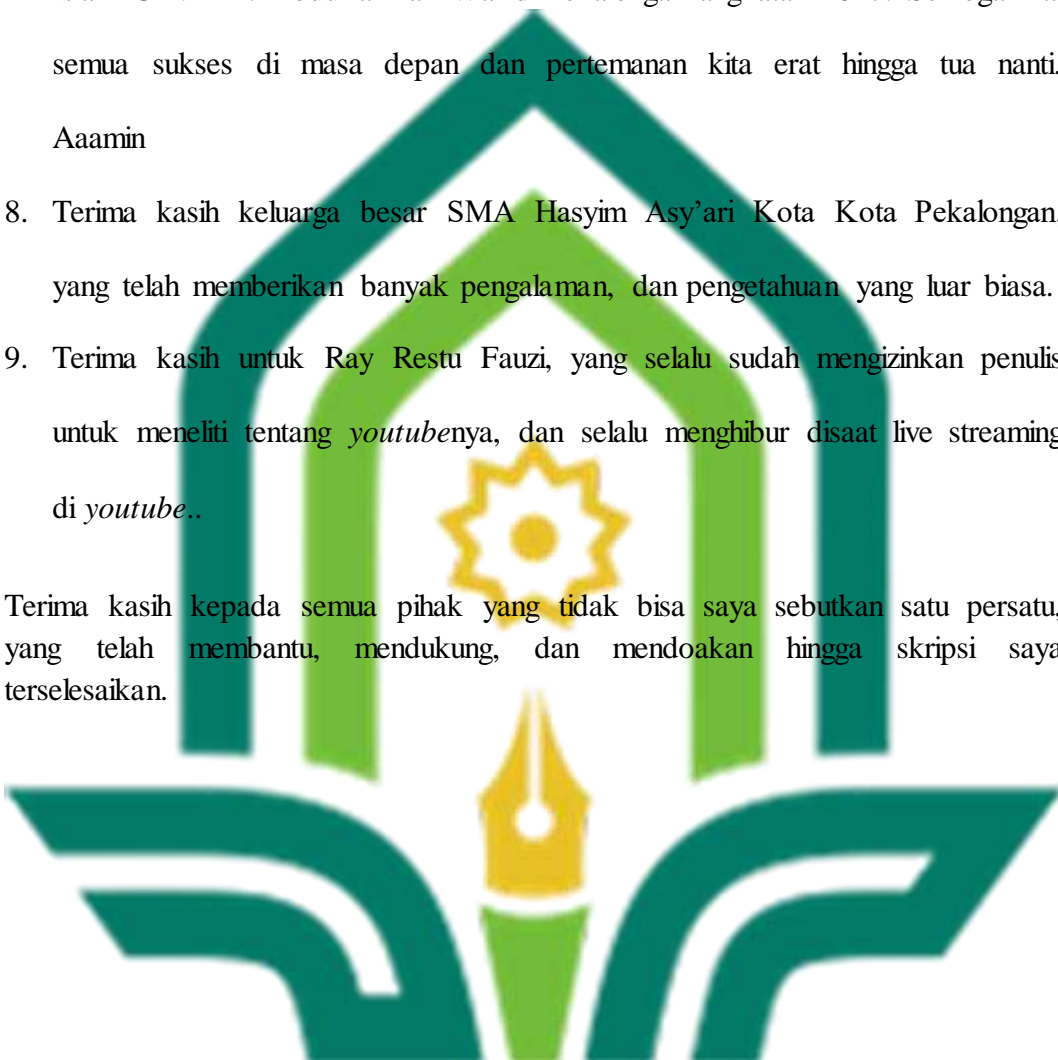 semua sukses di masa depan dan pertemanan kita erat hingga tua nanti.
Aaamin
8. Terima kasih keluarga besar SMA Hasyim Asy’ari Kota Kota Pekalongan,
yang telah memberikan banyak pengalaman, dan pengetahuan yang luar biasa.
9. Terima kasih untuk Ray Restu Fauzi, yang selalu sudah mengizinkan penulis
untuk meneliti tentang youtubenya, dan selalu menghibur disaat live streaming
di youtube..
Terima kasih kepada semua pihak yang tidak bisa saya sebutkan satu persatu,
yang telah membantu, mendukung, dan mendoakan hingga skripsi saya
terselesaikan.